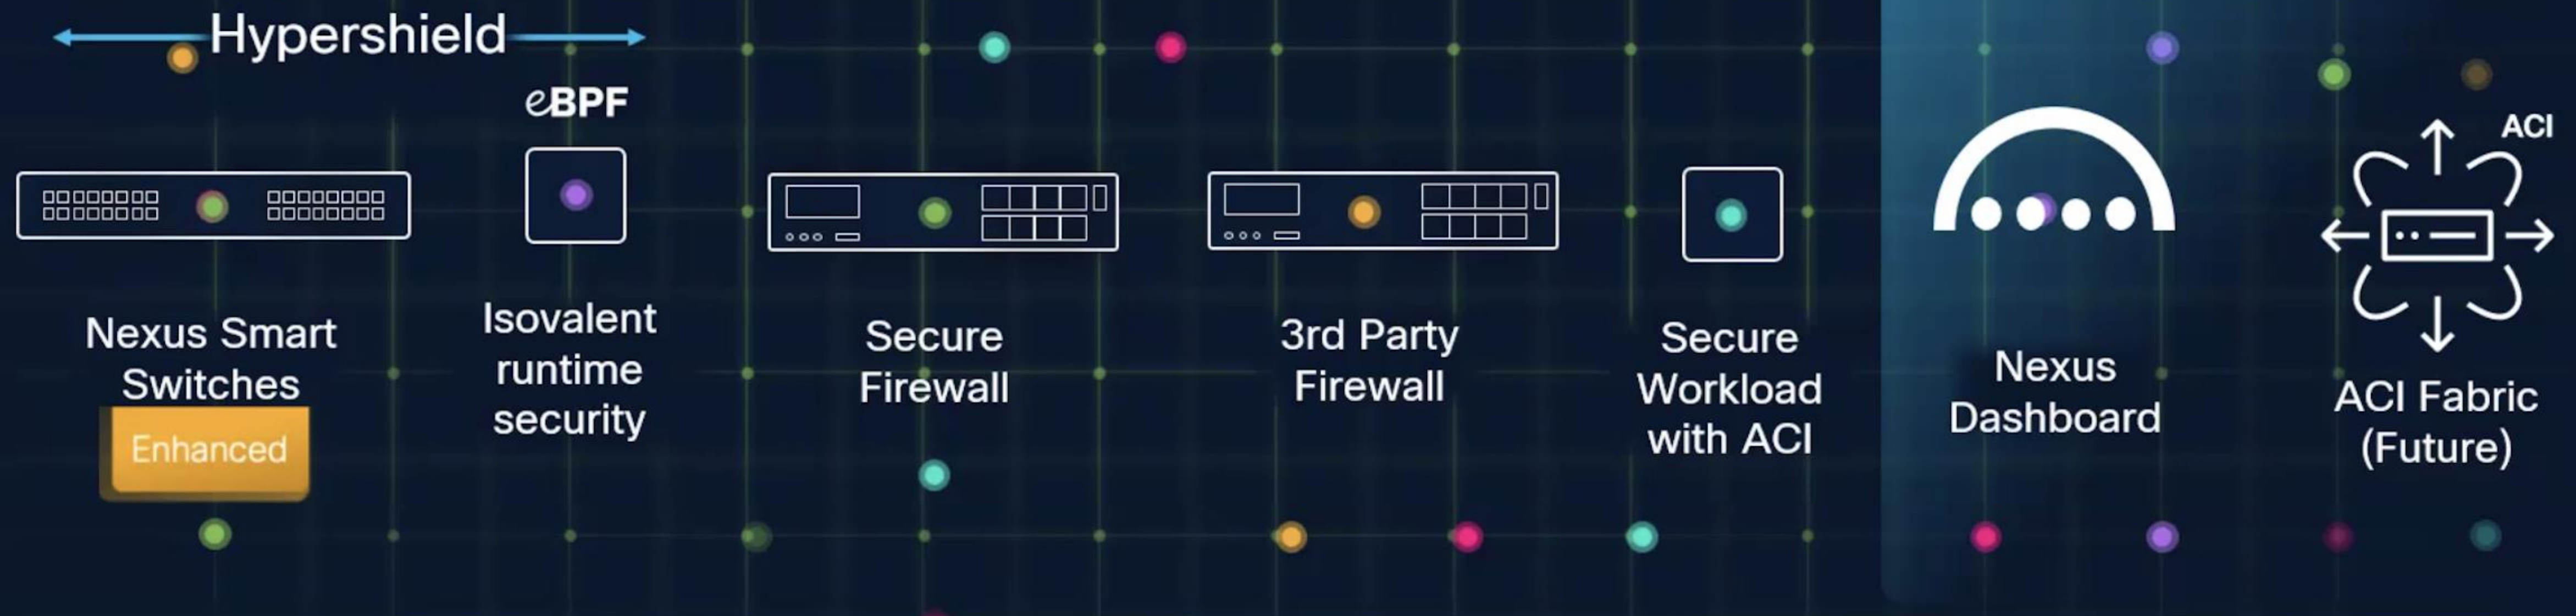 Hypershield
eBPF
ACI
Nexus Smart
Switches
Enhanced
Isovalent
runtime
security
Secure
Firewall
3rd Party
Firewall
Secure
Workload
with ACI
Nexus
Dashboard
ACI Fabric
(Future)